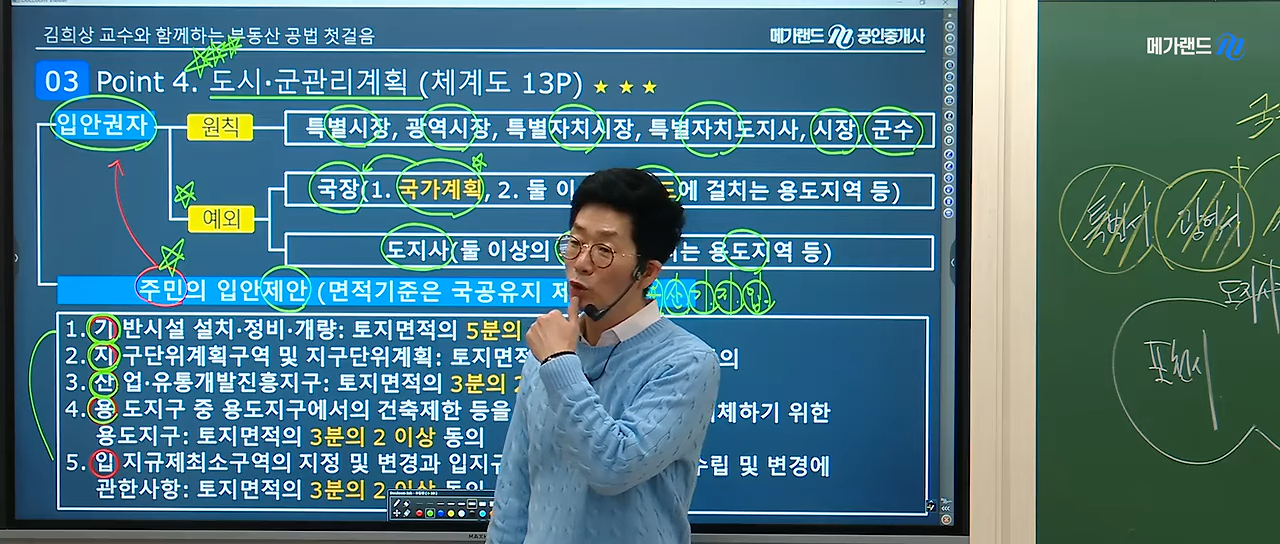 김희상 교수와 함께하는 부동산 공법 첫걸음
메가랜드 공인중개사
03 Point 4. 도시·군관리계획 (체계도 13P) ★ ★ ★
입안권자
원칙
특별시장, 광역시장, 특별자치시장, 특별자치도지사, 시장, 군수
예외
국장(1. 국가계획, 2. 둘 이 에 걸치는 용도지역 등)
도지사(둘 이상의 는 용도지역 등)
주민의 입안제안 (면적기준은 국공유지 제
산 입
1. 기 반시설 설치·정비·개량: 토지면적의 5분의
2. 지 구단위계획구역 및 지구단위계획: 토지면적 의
3. 산 업·유통개발진흥지구: 토지면적의 3분의 2
4. 용 도지구 중 용도지구에서의 건축제한 등을 체하기 위한
용도지구: 토지면적의 3분의 2 이상 동의
5. 입 지규제최소구역의 지정 및 변경과 입지규 수립 및 변경에
관한사항: 토지면적의 3분의 2 이상 동의
메가랜드
국
특별시 광역시
도지사
포천시